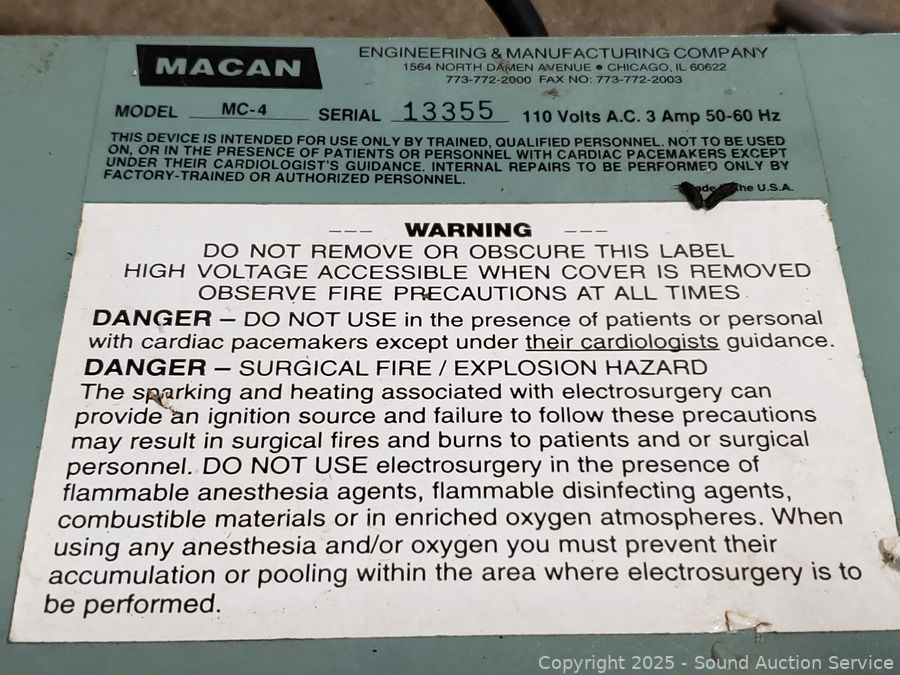 MACAN
ENGINEERING & MANUFACTURING COMPANY
1564 NORTH DAMEN AVENUE • CHICAGO, IL 60622
773-772-2000 FAX NO: 773-772-2003
MODEL MC-4 SERIAL 13355 110 Volts A.C. 3 Amp 50-60 Hz
THIS DEVICE IS INTENDED FOR USE ONLY BY TRAINED, QUALIFIED PERSONNEL. NOT TO BE USED
ON, OR IN THE PRESENCE OF PATIENTS OR PERSONNEL WITH CARDIAC PACEMAKERS EXCEPT
UNDER THEIR CARDIOLOGIST'S GUIDANCE. INTERNAL REPAIRS TO BE PERFORMED ONLY BY
FACTORY-TRAINED OR AUTHORIZED PERSONNEL.
the U.S.A.
--- WARNING ---
DO NOT REMOVE OR OBSCURE THIS LABEL
HIGH VOLTAGE ACCESSIBLE WHEN COVER IS REMOVED
OBSERVE FIRE PRECAUTIONS AT ALL TIMES
DANGER – DO NOT USE in the presence of patients or personal
with cardiac pacemakers except under their cardiologists guidance.
DANGER – SURGICAL FIRE / EXPLOSION HAZARD
The sparking and heating associated with electrosurgery can
provide an ignition source and failure to follow these precautions
may result in surgical fires and burns to patients and or surgical
personnel. DO NOT USE electrosurgery in the presence of
flammable anesthesia agents, flammable disinfecting agents,
combustible materials or in enriched oxygen atmospheres. When
using any anesthesia and/or oxygen you must prevent their
accumulation or pooling within the area where electrosurgery is to
be performed.
Copyright © 2025 - Sound Auction Service